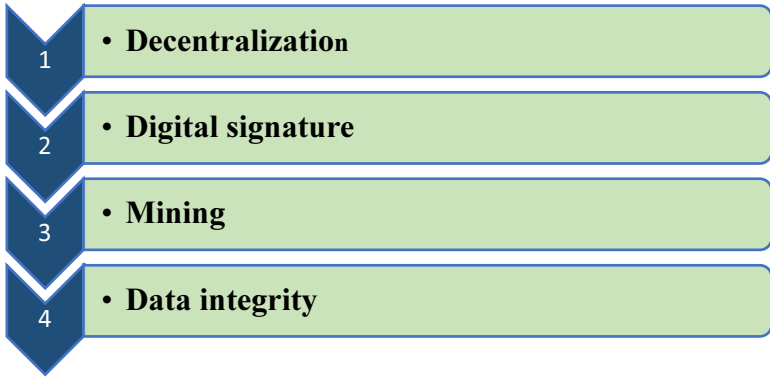 1
• Decentralization
2
• Digital signature
3
• Mining
4
• Data integrity